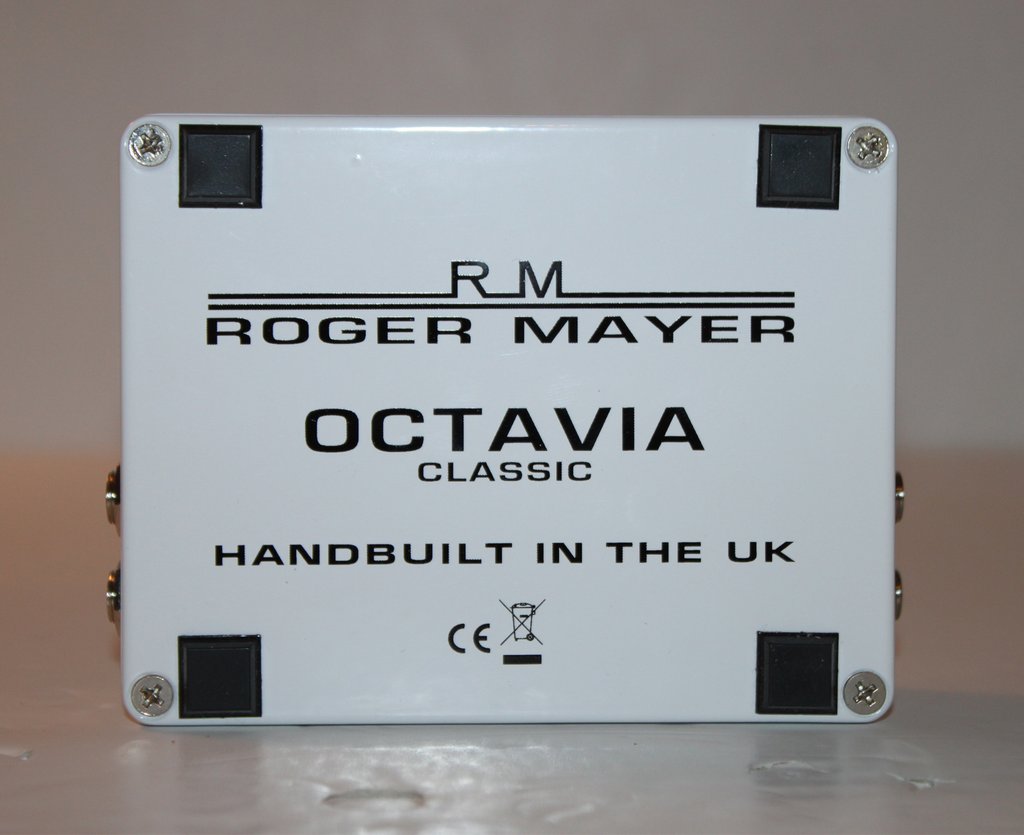 RM
ROGER MAYER
OCTAVIA
CLASSIC
HANDBUILT IN THE UK
CE